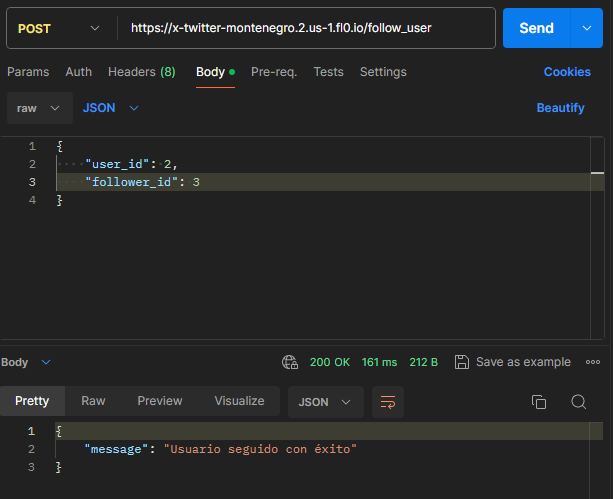 POST https://x-twitter-montenegro.2.us-1.fl0.io/follow_user Send
Params Auth Headers (8) Body Pre-req. Tests Settings Cookies
raw JSON Beautify
1 {
2 "user_id": 2,
3 "follower_id": 3
4 }
Body 200 OK 161 ms 212 B Save as example
Pretty Raw Preview Visualize JSON
1 {
2 "message": "Usuario seguido con éxito"
3 }